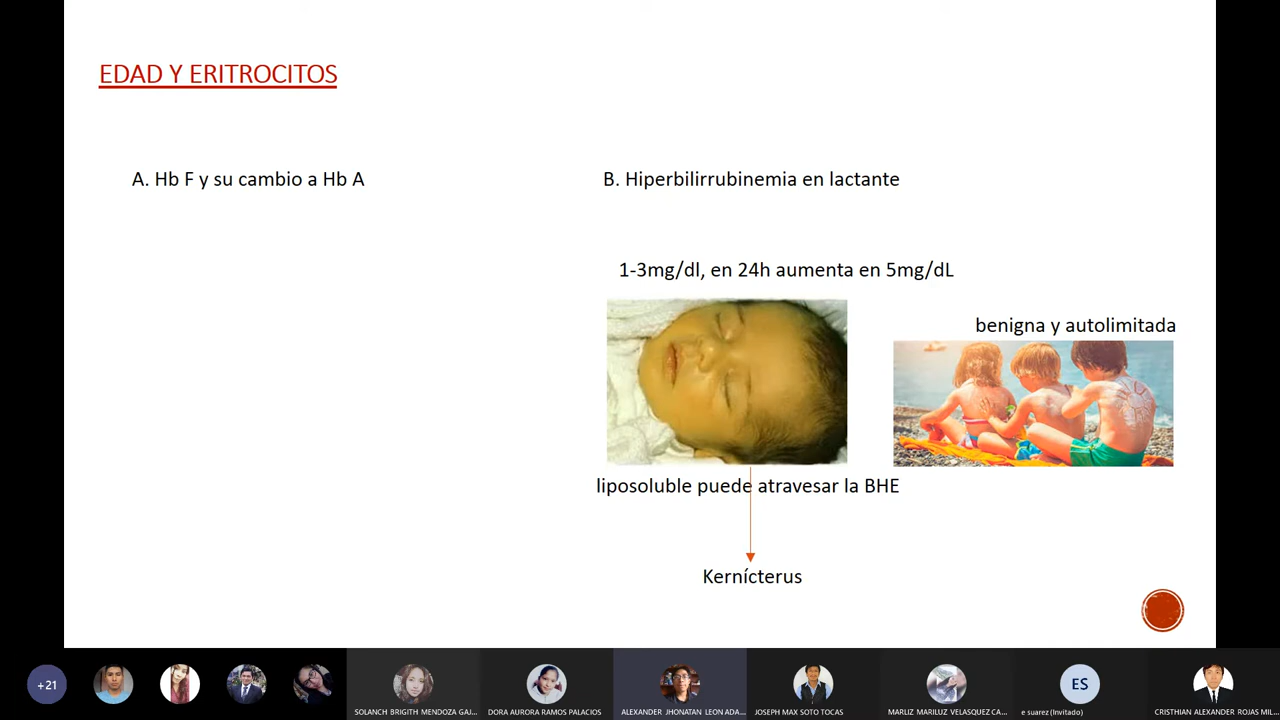 EDAD Y ERITROCITOS
A. Hb F y su cambio a Hb A
B. Hiperbilirrubinemia en lactante
1-3mg/dl, en 24h aumenta en 5mg/dL
benigna y autolimitada
liposoluble puede atravesar la BHE
Kernícterus
+21
SOLANCH BRIGITH MENDOZA GAJ...
DORA AURORA RAMOS PALACIOS
ALEXANDER JHONATAN LEON ADA...
JOSEPH MAX SOTO TOCAS
MARLIZ MARILUZ VELASQUEZ CA...
ES
e suarez (Invitado)
CRISTHIAN ALEXANDER ROJAS MIL...